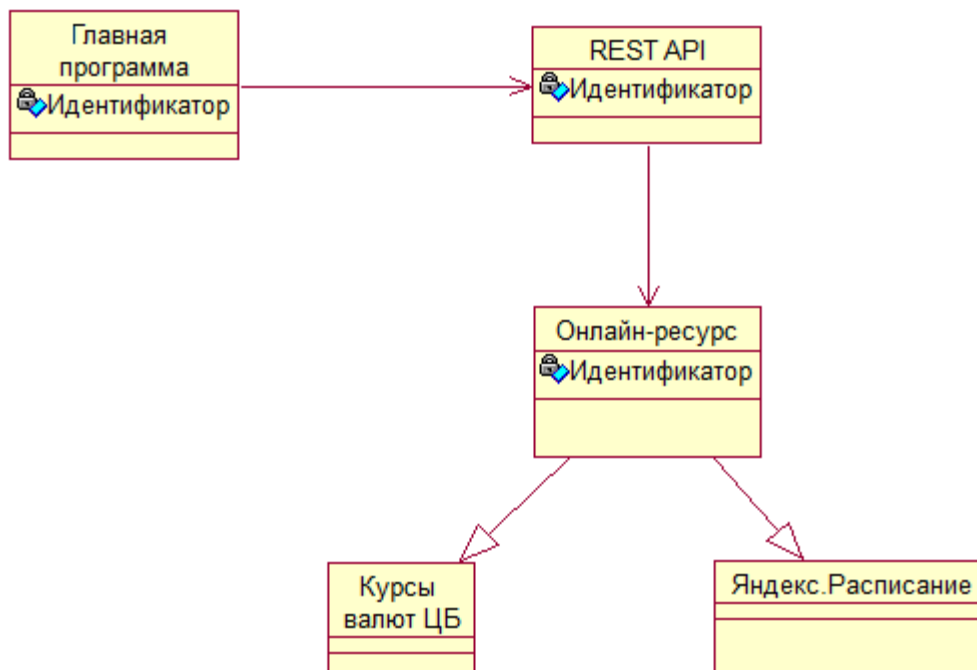 Главная
программа
Идентификатор
REST API
Идентификатор
Онлайн-ресурс
Идентификатор
Курсы
валют ЦБ
Яндекс.Расписание